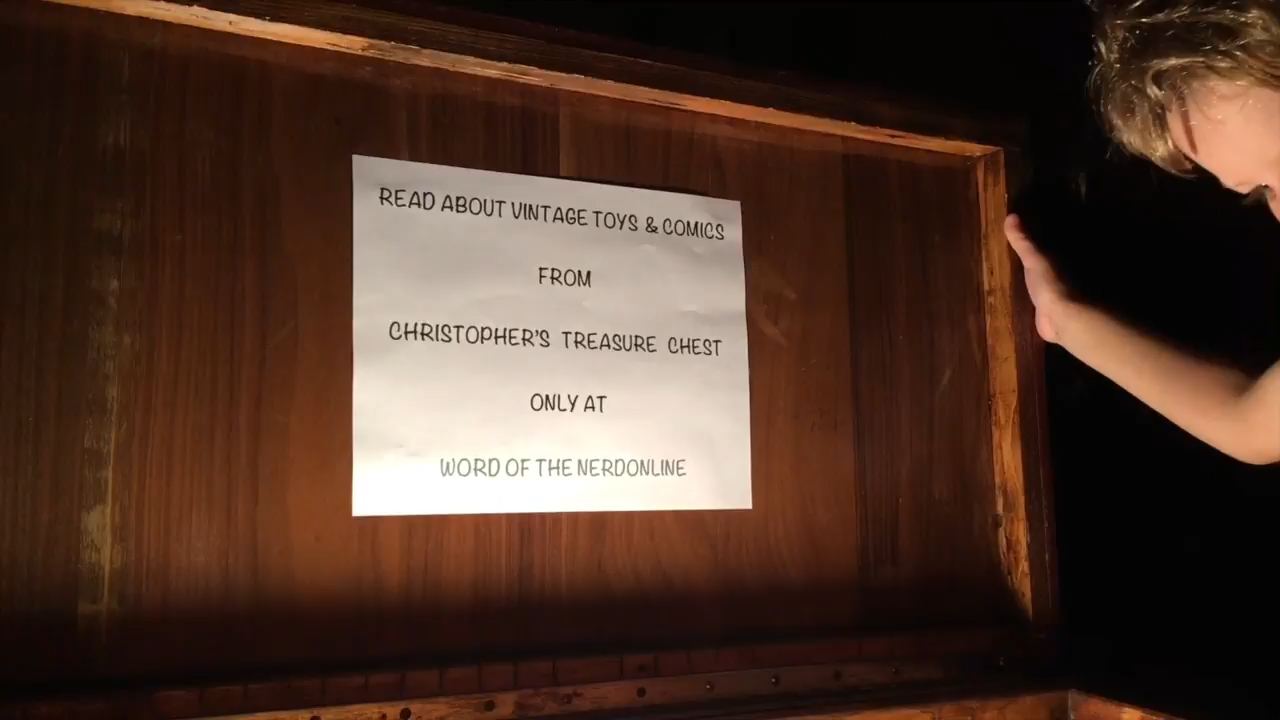 READ ABOUT VINTAGE TOYS & COMICS
FROM
CHRISTOPHER'S TREASURE CHEST
ONLY AT
WORD OF THE NERDONLINE